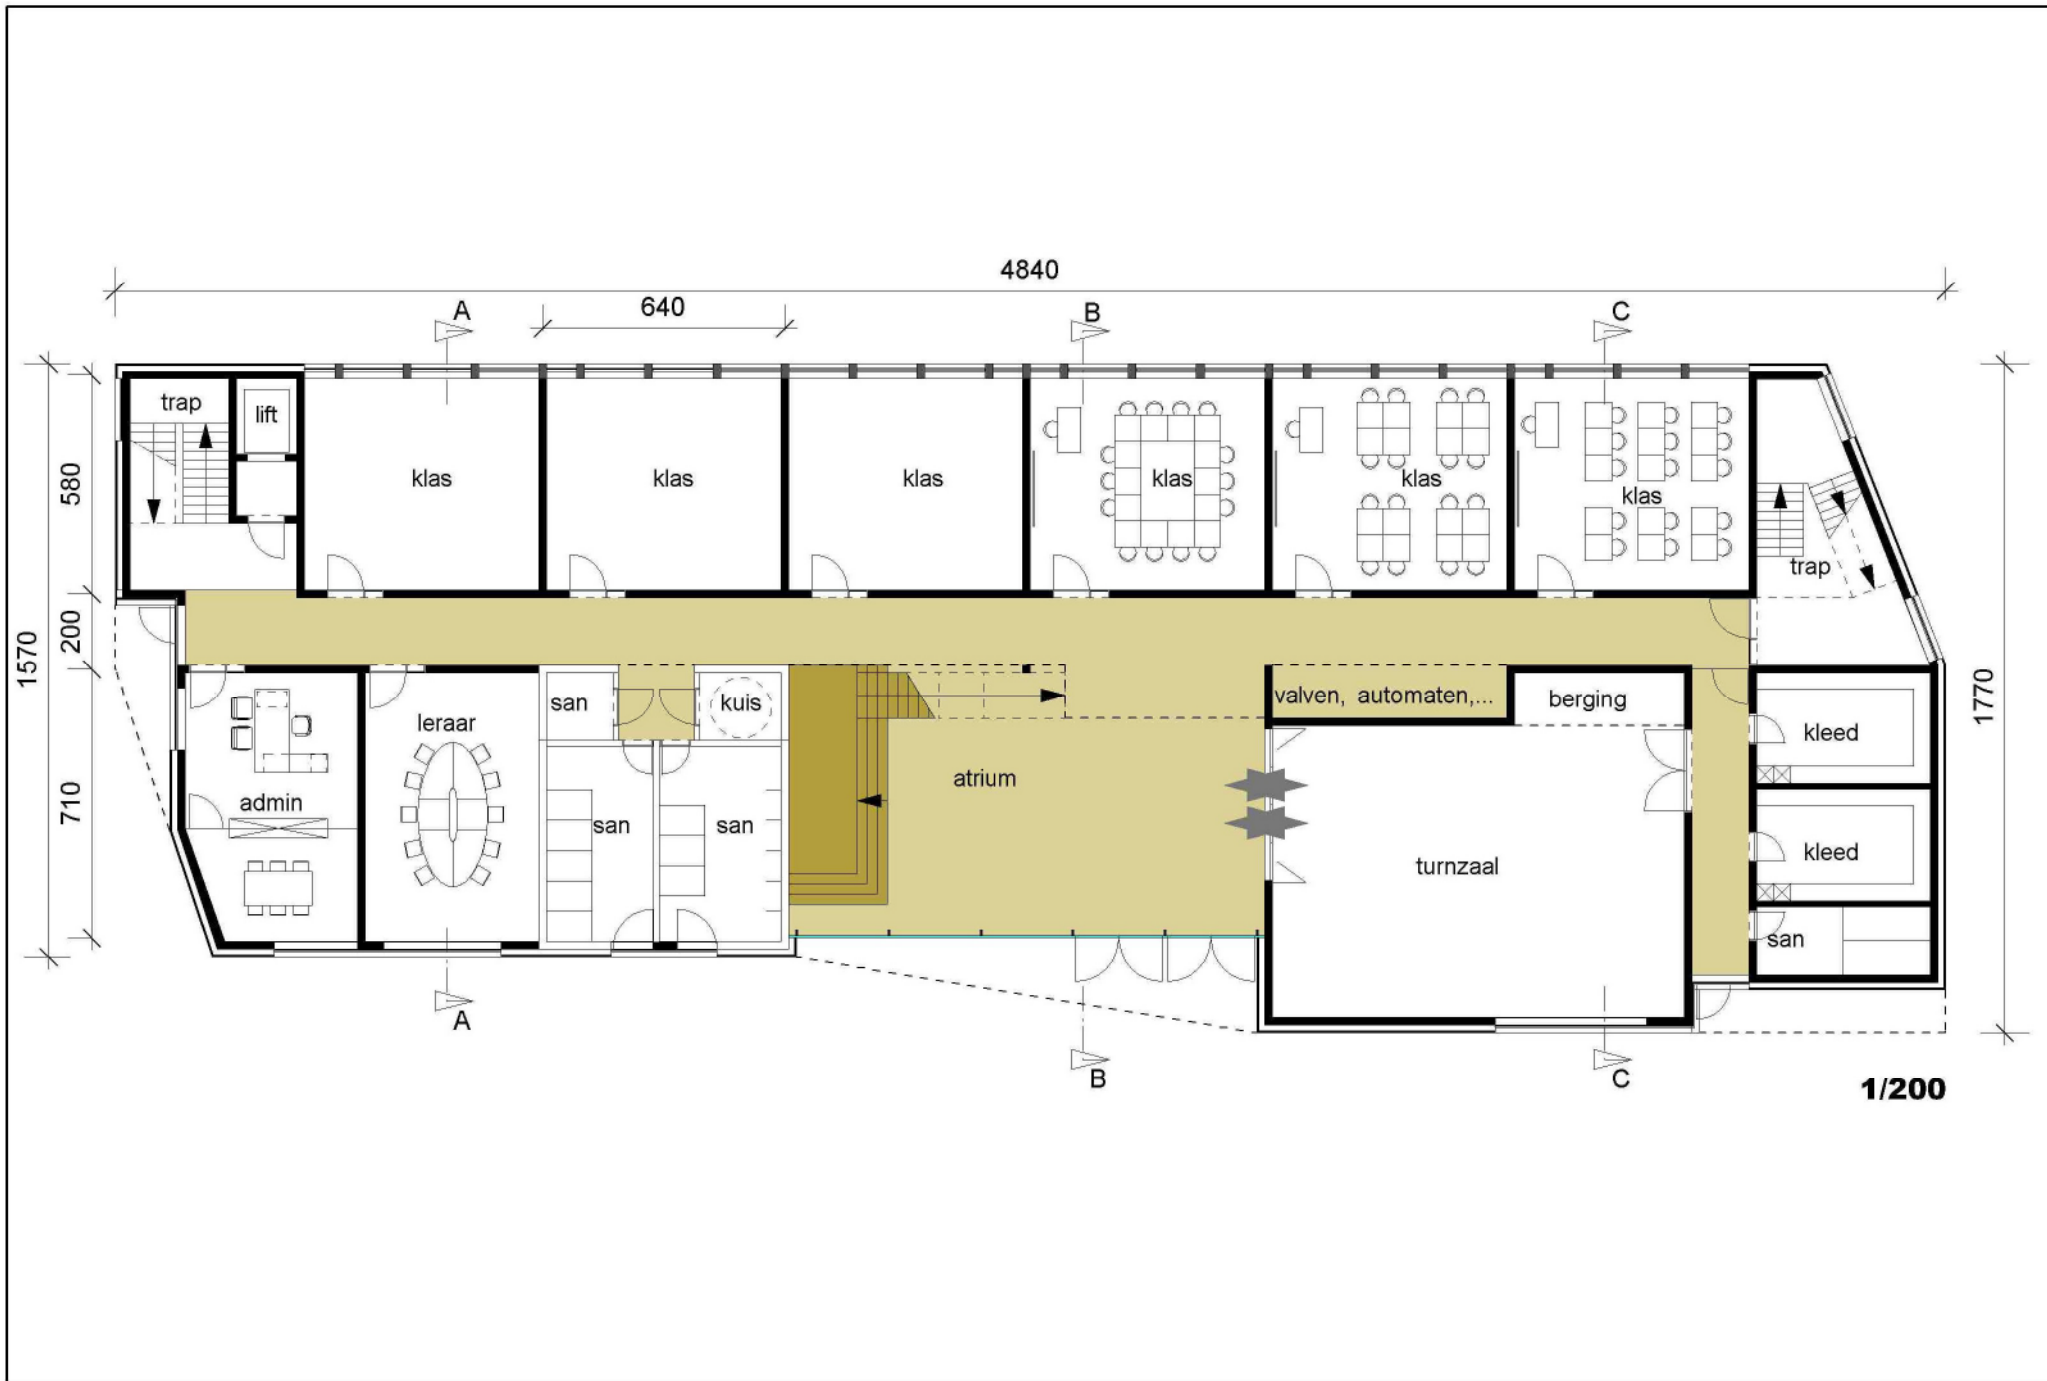 4840
640
A
B
C
580
200
710
1570
1770
trap
lift
klas
klas
klas
klas
klas
klas
trap
san
kuis
valven, automaten,...
berging
leraar
kleed
atrium
admin
san
san
turnzaal
kleed
san
A
B
C
1/200